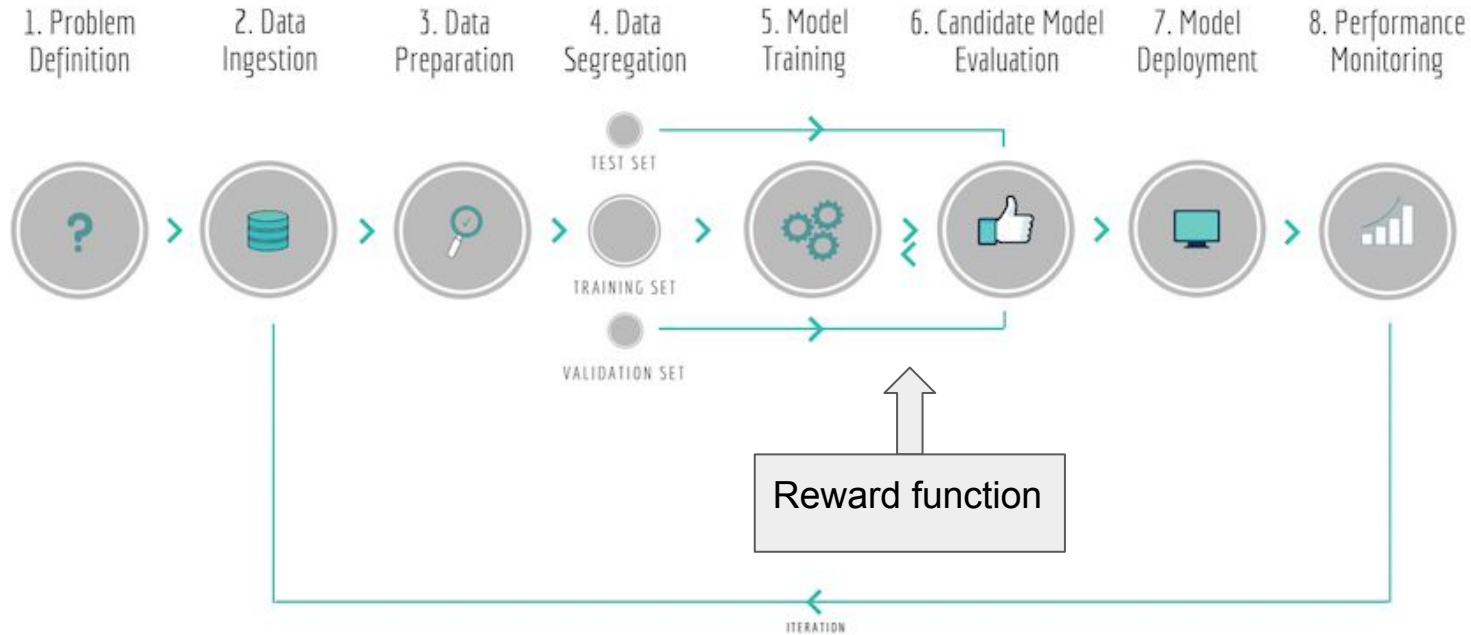 1. Problem
Definition
2. Data
Ingestion
3. Data
Preparation
4. Data
Segregation
5. Model
Training
6. Candidate Model
Evaluation
7. Model
Deployment
8. Performance
Monitoring
TEST SET
?
TRAINING SET
VALIDATION SET
Reward function
ITERATION